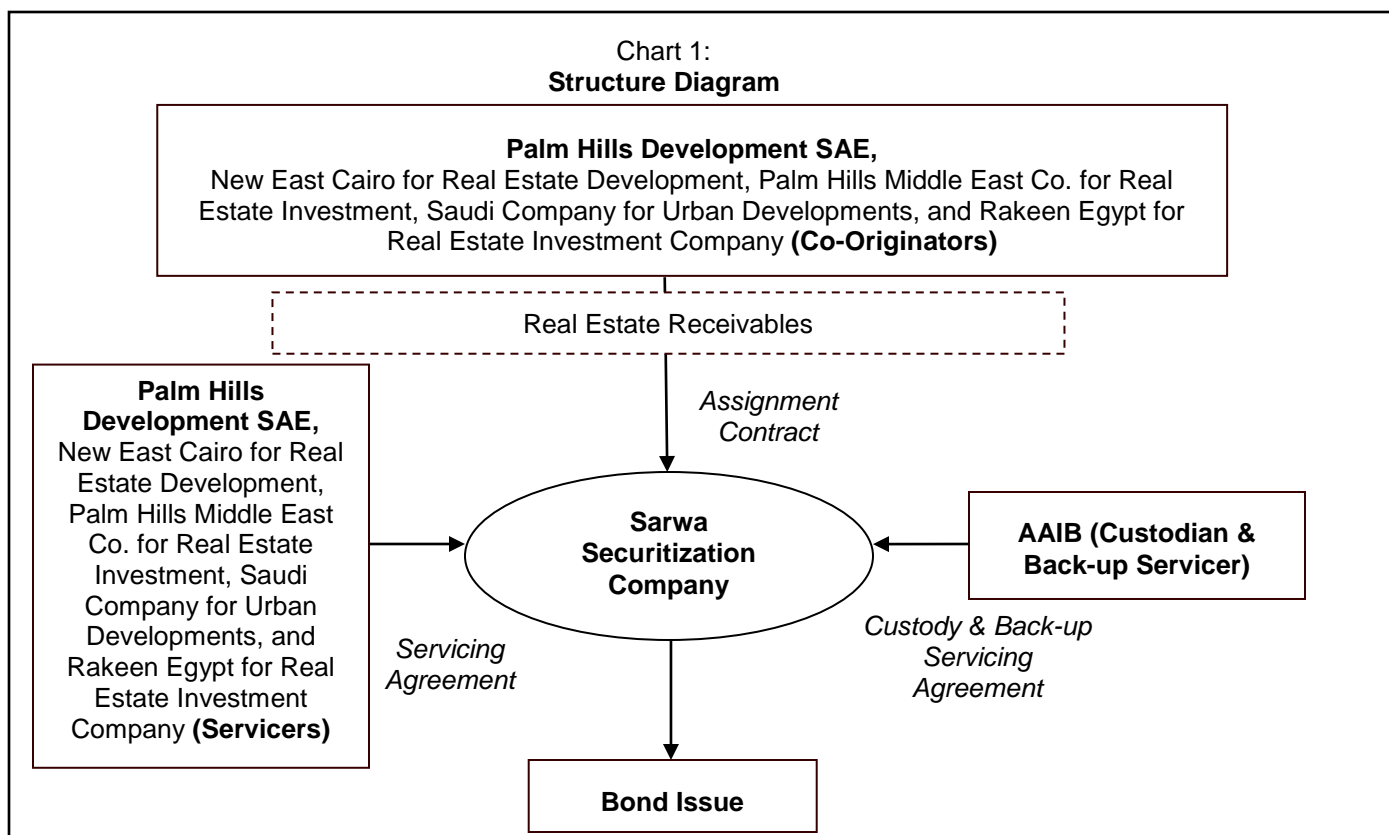 Chart 1:
Structure Diagram
Palm Hills Development SAE,
New East Cairo for Real Estate Development, Palm Hills Middle East Co. for Real
Estate Investment, Saudi Company for Urban Developments, and Rakeen Egypt for
Real Estate Investment Company (Co-Originators)
Real Estate Receivables
Assignment
Contract
Palm Hills
Development SAE,
New East Cairo for Real
Estate Development,
Palm Hills Middle East
Co. for Real Estate
Investment, Saudi
Company for Urban
Developments, and
Rakeen Egypt for Real
Estate Investment
Company (Servicers)
Servicing
Agreement
Sarwa
Securitization
Company
AAIB (Custodian &
Back-up Servicer)
Custody & Back-up
Servicing
Agreement
Bond Issue